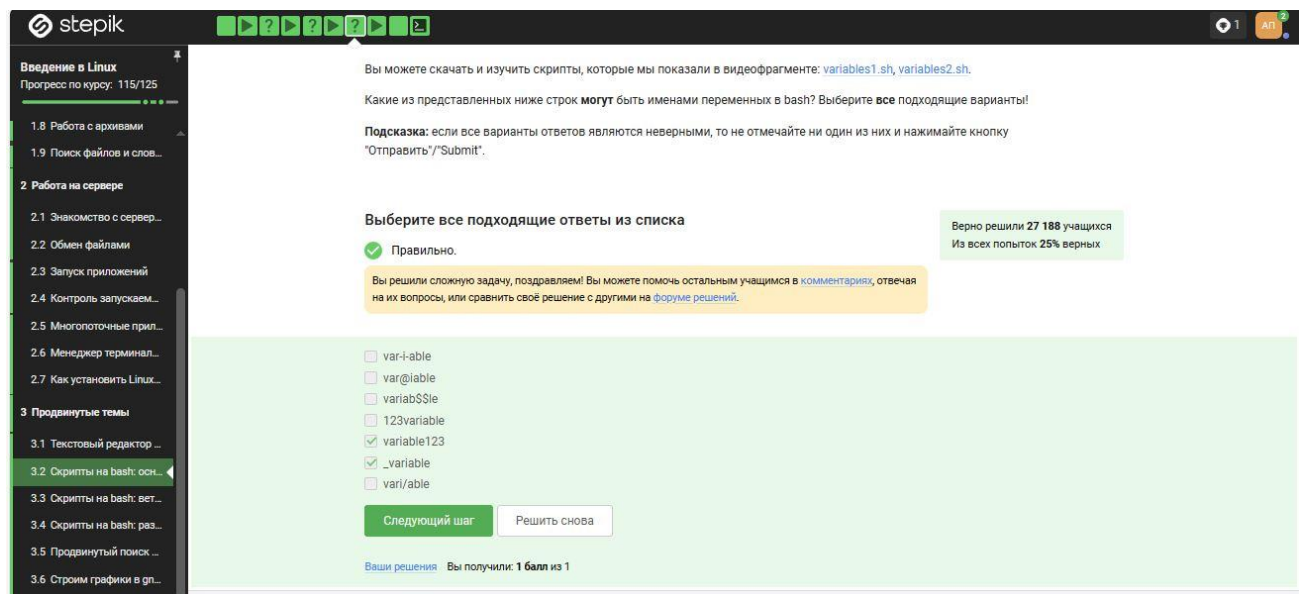 stepik
1
АП
2
Введение в Linux
Прогресс по курсу: 115/125
1.8 Работа с архивами
1.9 Поиск файлов и слов...
2 Работа на сервере
2.1 Знакомство с сервер...
2.2 Обмен файлами
2.3 Запуск приложений
2.4 Контроль запускаем...
2.5 Многопоточные прил...
2.6 Менеджер терминал...
2.7 Как установить Linux...
3 Продвинутые темы
3.1 Текстовый редактор ...
3.2 Скрипты на bash: осн...
3.3 Скрипты на bash: вет...
3.4 Скрипты на bash: раз...
3.5 Продвинутый поиск ...
3.6 Строим графики в gn...
Вы можете скачать и изучить скрипты, которые мы показали в видеофрагменте: variables1.sh, variables2.sh.
Какие из представленных ниже строк могут быть именами переменных в bash? Выберите все подходящие варианты!
Подсказка: если все варианты ответов являются неверными, то не отмечайте ни один из них и нажимайте кнопку
"Отправить"/"Submit".
Выберите все подходящие ответы из списка
Правильно.
Верно решили 27 188 учащихся
Из всех попыток 25% верных
Вы решили сложную задачу, поздравляем! Вы можете помочь остальным учащимся в комментариях, отвечая
на их вопросы, или сравнить своё решение с другими на форуме решений.
var-i-able
var@iable
variab$$le
123variable
variable123
_variable
vari/able
Следующий шаг
Решить снова
Ваши решения Вы получили: 1 балл из 1